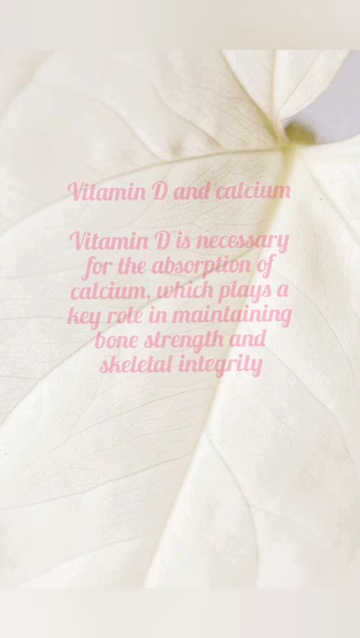 Vitamin D and calcium
Vitamin D is necessary
for the absorption of
calcium, which plays a
key role in maintaining
bone strength and
skeletal integrity